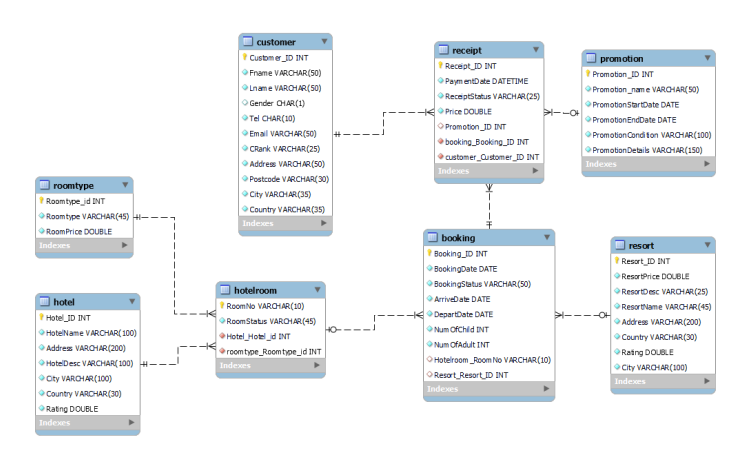 customer
Customer_ID INT
Fname VARCHAR(50)
Lname VARCHAR(50)
Gender CHAR(1)
Tel CHAR(10)
Email VARCHAR(50)
CRank VARCHAR(25)
Address VARCHAR(50)
Postcode VARCHAR(30)
City VARCHAR(35)
Country VARCHAR(35)
Indexes
receipt
Receipt_ID INT
PaymentDate DATETIME
ReceiptStatus VARCHAR(25)
Price DOUBLE
Promotion_ID INT
booking_Booking_ID INT
customer_Customer_ID INT
Indexes
promotion
Promotion_ID INT
Promotion_name VARCHAR(50)
PromotionStartDate DATE
PromotionEndDate DATE
PromotionCondition VARCHAR(100)
PromotionDetails VARCHAR(150)
Indexes
roomtype
Roomtype_id INT
Roomtype VARCHAR(45)
RoomPrice DOUBLE
Indexes
hotel
Hotel_ID INT
HotelName VARCHAR(100)
Address VARCHAR(200)
HotelDesc VARCHAR(100)
City VARCHAR(100)
Country VARCHAR(30)
Rating DOUBLE
Indexes
hotelroom
RoomNo VARCHAR(10)
RoomStatus VARCHAR(45)
Hotel_Hotel_id INT
roomtype_Roomtype_id INT
Indexes
booking
Booking_ID INT
BookingDate DATE
BookingStatus VARCHAR(50)
ArriveDate DATE
DepartDate DATE
NumOfChild INT
NumOfAdult INT
Hotelroom_RoomNo VARCHAR(10)
Resort_Resort_ID INT
Indexes
resort
Resort_ID INT
ResortPrice DOUBLE
ResortDesc VARCHAR(25)
ResortName VARCHAR(45)
Address VARCHAR(200)
Country VARCHAR(30)
Rating DOUBLE
City VARCHAR(100)
Indexes